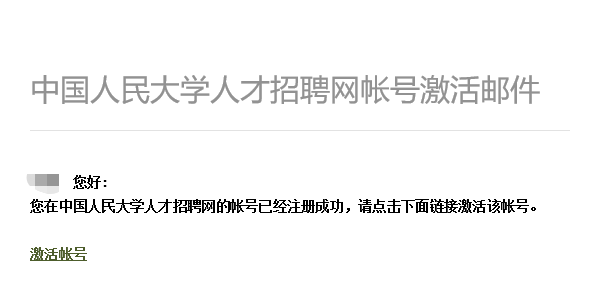 中国人民大学人才招聘网帐号激活邮件
您好：
您在中国人民大学人才招聘网的帐号已经注册成功，请点击下面链接激活该帐号。
激活帐号